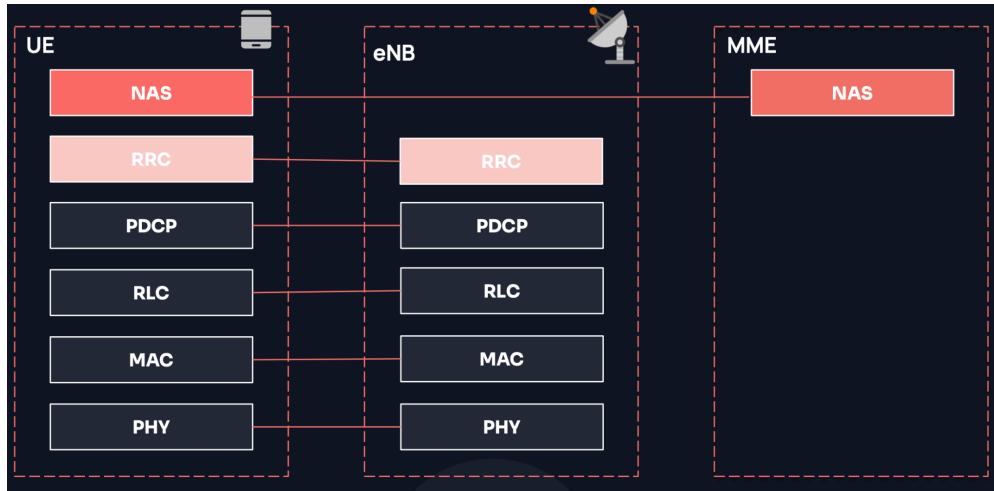 UE
NAS
RRC
PDCP
RLC
MAC
PHY
eNB
RRC
PDCP
RLC
MAC
PHY
MME
NAS